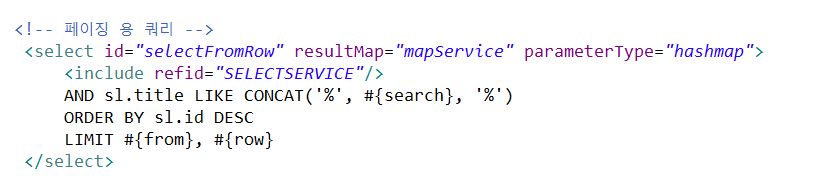 <!-- 페이징 용 쿼리 -->
<select id="selectFromRow" resultMap="mapService" parameterType="hashmap">
<include refid="SELECTSERVICE"/>
AND sl.title LIKE CONCAT('%', #{search}, '%')
ORDER BY sl.id DESC
LIMIT #{from}, #{row}
</select>